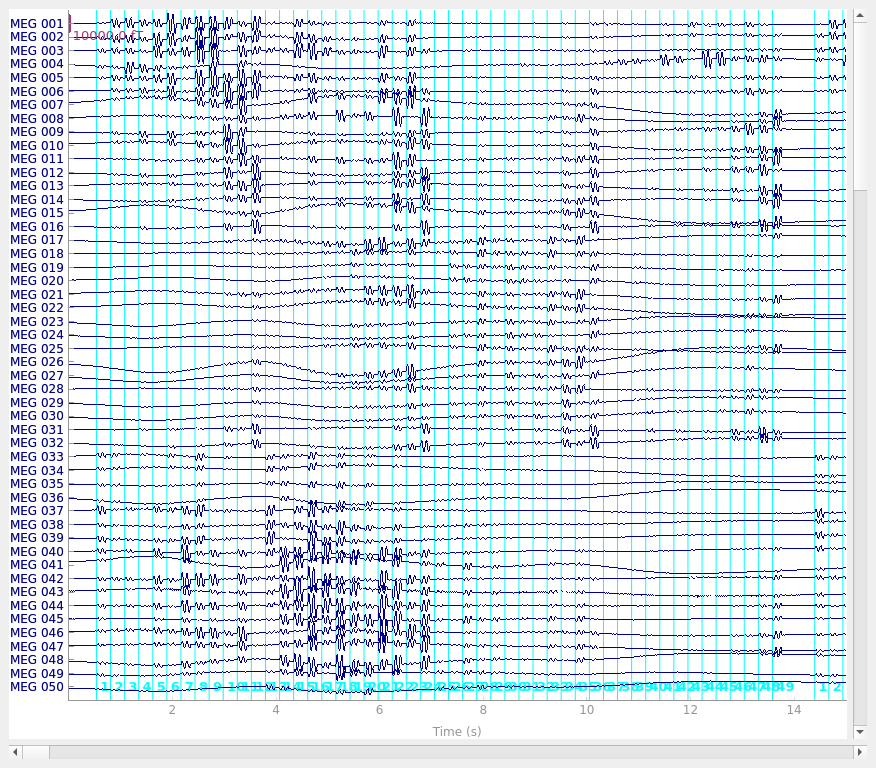 MEG 001
10000.0 fT
MEG 002
MEG 003
MEG 004
MEG 005
MEG 006
MEG 007
MEG 008
MEG 009
MEG 010
MEG 011
MEG 012
MEG 013
MEG 014
MEG 015
MEG 016
MEG 017
MEG 018
MEG 019
MEG 020
MEG 021
MEG 022
MEG 023
MEG 024
MEG 025
MEG 026
MEG 027
MEG 028
MEG 029
MEG 030
MEG 031
MEG 032
MEG 033
MEG 034
MEG 035
MEG 036
MEG 037
MEG 038
MEG 039
MEG 040
MEG 041
MEG 042
MEG 043
MEG 044
MEG 045
MEG 046
MEG 047
MEG 048
MEG 049
MEG 050
1 2 3 4 5 6 7 8 9 1 2
2 4 6 8 10 12 14
Time (s)